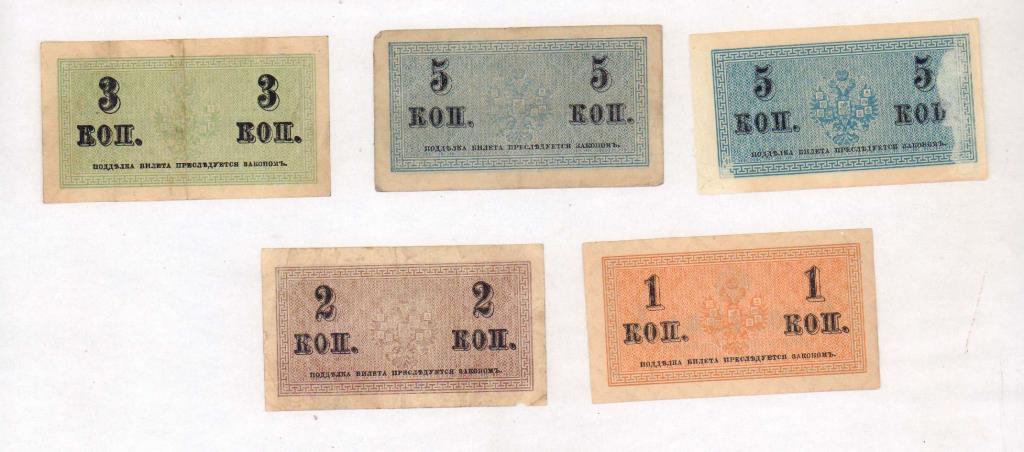 3 3
КОП. КОП.
ПОДДѢЛКА БИЛЕТА ПРЕСЛѢДУЕТСЯ ЗАКОНОМЪ.
5 5
КОП. КОП.
ПОДДѢЛКА БИЛЕТА ПРЕСЛѢДУЕТСЯ ЗАКОНОМЪ.
5 5
КОП. КОП
ПОДДѢЛКА БИЛЕТА ПРЕСЛѢДУЕТСЯ ЗАКОНОМЪ.
2 2
КОП. КОП.
ПОДДѢЛКА БИЛЕТА ПРЕСЛѢДУЕТСЯ ЗАКОНОМЪ.
1 1
КОП. КОП.
ПОДДѢЛКА БИЛЕТА ПРЕСЛѢДУЕТСЯ ЗАКОНОМЪ.